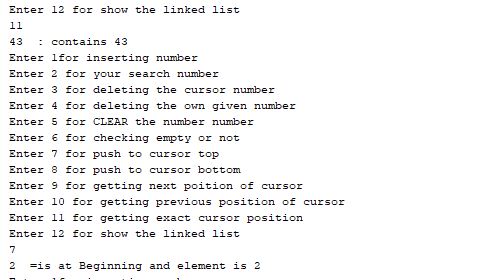 Enter 12 for show the linked list
11
43  : contains 43
Enter 1for inserting number
Enter 2 for your search number
Enter 3 for deleting the cursor number
Enter 4 for deleting the own given number
Enter 5 for CLEAR the number number
Enter 6 for checking empty or not
Enter 7 for push to cursor top
Enter 8 for push to cursor bottom
Enter 9 for getting next poition of cursor
Enter 10 for getting previous position of cursor
Enter 11 for getting exact cursor position
Enter 12 for show the linked list
7
2  =is at Beginning and element is 2